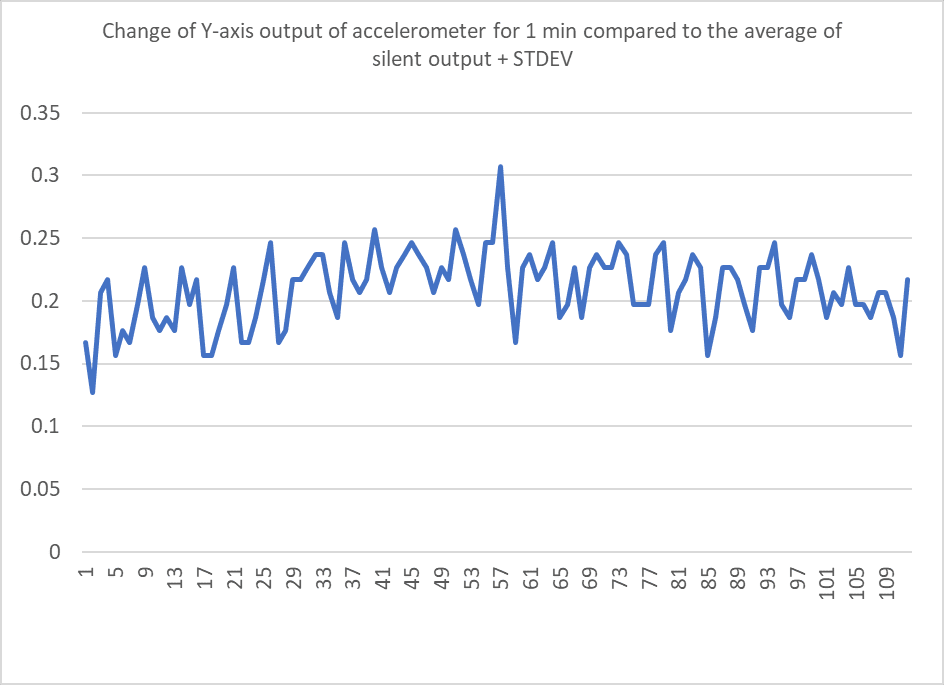 Change of Y-axis output of accelerometer for 1 min compared to the average of
silent output + STDEV
0.35
0.3
0.25
0.2
0.15
0.1
0.05
0
1 5 9 13 17 21 25 29 33 37 41 45 49 53 57 61 65 69 73 77 81 85 89 93 97 101 105 109